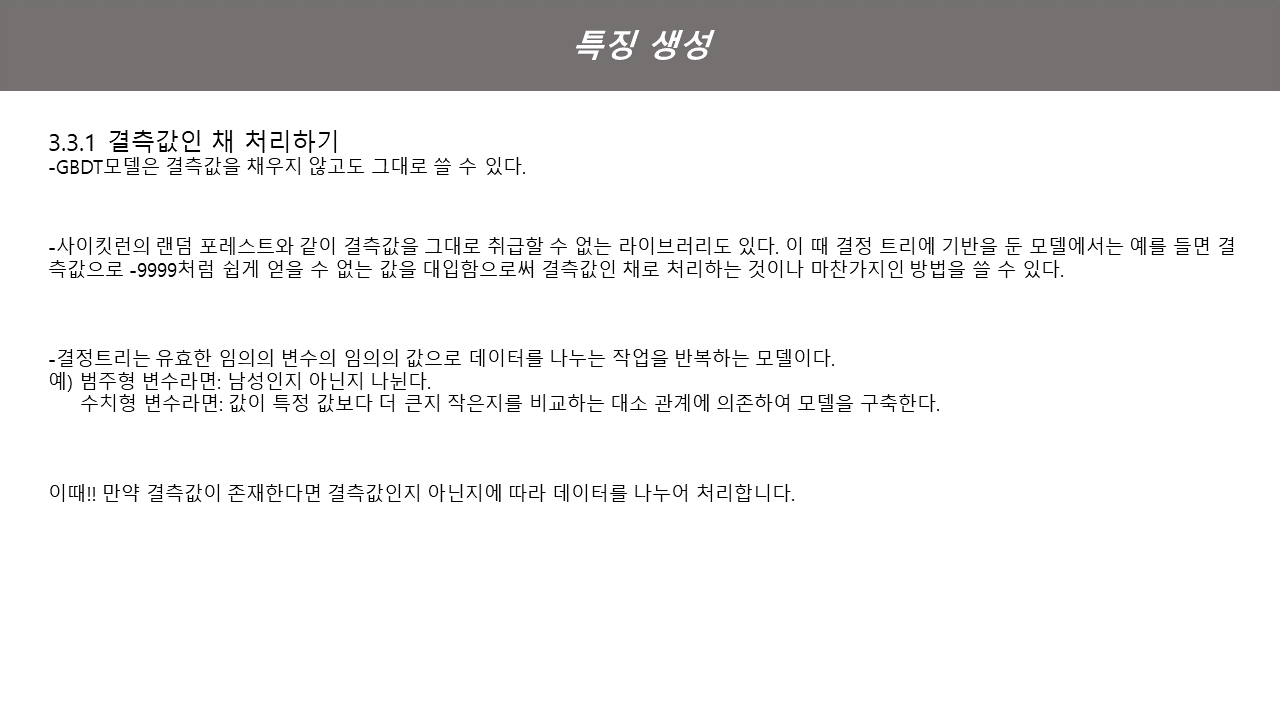 특징 생성
3.3.1 결측값인 채 처리하기
-GBDT모델은 결측값을 채우지 않고도 그대로 쓸 수 있다.
-사이킷런의 랜덤 포레스트와 같이 결측값을 그대로 취급할 수 없는 라이브러리도 있다. 이 때 결정 트리에 기반을 둔 모델에서는 예를 들면 결
측값으로 -9999처럼 쉽게 얻을 수 없는 값을 대입함으로써 결측값인 채로 처리하는 것이나 마찬가지인 방법을 쓸 수 있다.
-결정트리는 유효한 임의의 변수의 임의의 값으로 데이터를 나누는 작업을 반복하는 모델이다.
예) 범주형 변수라면: 남성인지 아닌지 나뉜다.
수치형 변수라면: 값이 특정 값보다 더 큰지 작은지를 비교하는 대소 관계에 의존하여 모델을 구축한다.
이때!! 만약 결측값이 존재한다면 결측값인지 아닌지에 따라 데이터를 나누어 처리합니다.